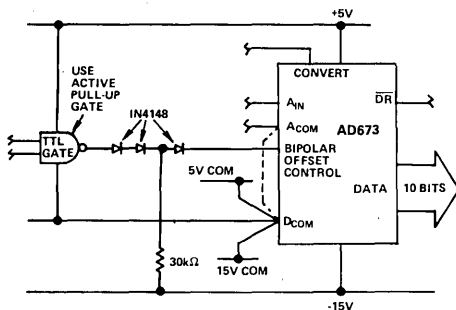 +5V
USE
ACTIVE
PULL-UP
GATE
IN4148
TTL
GATE
CONVERT
AIN
ACOM
BIPOLAR
OFFSET
CONTROL
DCOM
DR
AD673
DATA
10 BITS
5V COM
15V COM
30kΩ
-15V